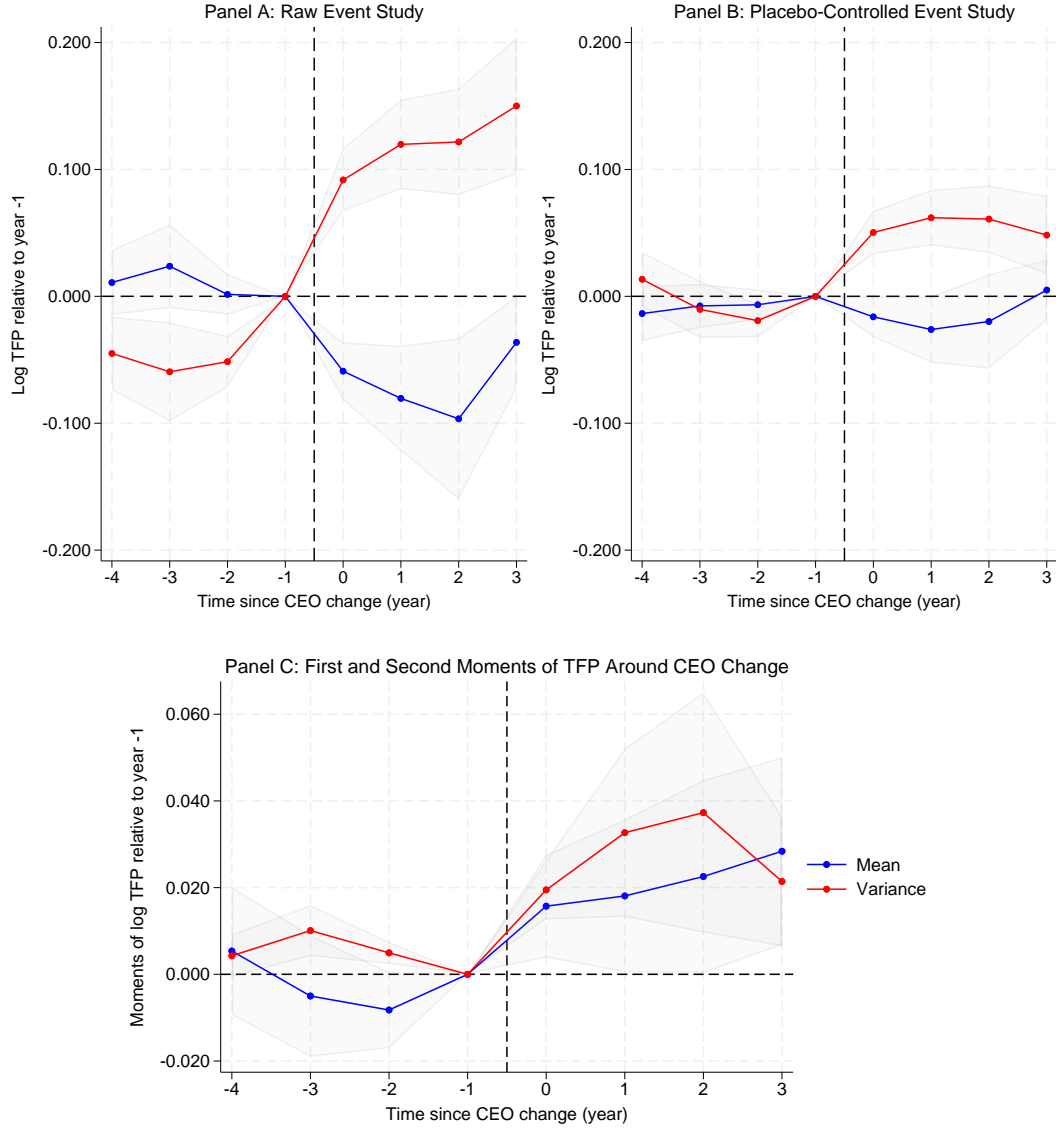 Panel A: Raw Event Study
Log TFP relative to year -1
0.200
0.100
0.000
-0.100
-0.200
-4 -3 -2 -1 0 1 2 3
Time since CEO change (year)
Panel B: Placebo-Controlled Event Study
Log TFP relative to year -1
0.200
0.100
0.000
-0.100
-0.200
-4 -3 -2 -1 0 1 2 3
Time since CEO change (year)
Panel C: First and Second Moments of TFP Around CEO Change
Moments of log TFP relative to year -1
0.060
0.040
0.020
0.000
-0.020
-4 -3 -2 -1 0 1 2 3
Time since CEO change (year)
Mean
Variance